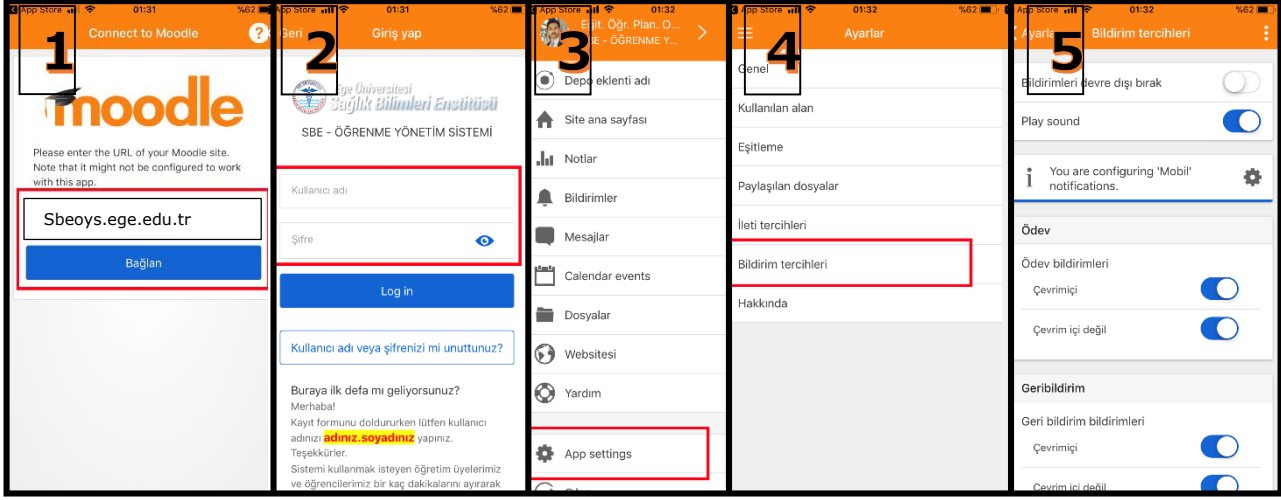 App Store 01:31 %62
1
Connect to Moodle
?
moodle
Please enter the URL of your Moodle site.
Note that it might not be configured to work
with this app.
Sbeoys.ege.edu.tr
Bağlan
App Store 01:31 %62
2
Geri Giriş yap
Ege Üniversitesi
Sağlık Bilimleri Enstitüsü
SBE - ÖĞRENME YÖNETİM SİSTEMİ
Kullanıcı adı
Şifre
Log in
Kullanıcı adı veya şifrenizi mi unuttunuz?
Buraya ilk defa mı geliyorsunuz?
Merhaba!
Kayıt formunu doldururken lütfen kullanıcı
adınızı adınız.soyadınız yapınız.
Teşekkürler.
Sistemi kullanmak isteyen öğretim üyelerimiz
ve öğrencilerimiz bir kaç dakikalarını ayırarak
App Store 01:32 %62
3
Eğit. Öğr. Plan. O...
SBE - ÖĞRENME Y...
Depo eklenti adı
Site ana sayfası
Notlar
Bildirimler
Mesajlar
Calendar events
Dosyalar
Websitesi
Yardım
App settings
App Store 01:32 %62
4
Ayarlar
Genel
Kullanılan alan
Eşitleme
Paylaşılan dosyalar
İleti tercihleri
Bildirim tercihleri
Hakkında
App Store 01:32 %62
5
Ayarla Bildirim tercihleri
Bildirimleri devre dışı bırak
Play sound
You are configuring 'Mobil'
notifications.
Ödev
Ödev bildirimleri
Çevrimiçi
Çevrim içi değil
Geribildirim
Geri bildirim bildirimleri
Çevrimiçi
Çevrim içi değil